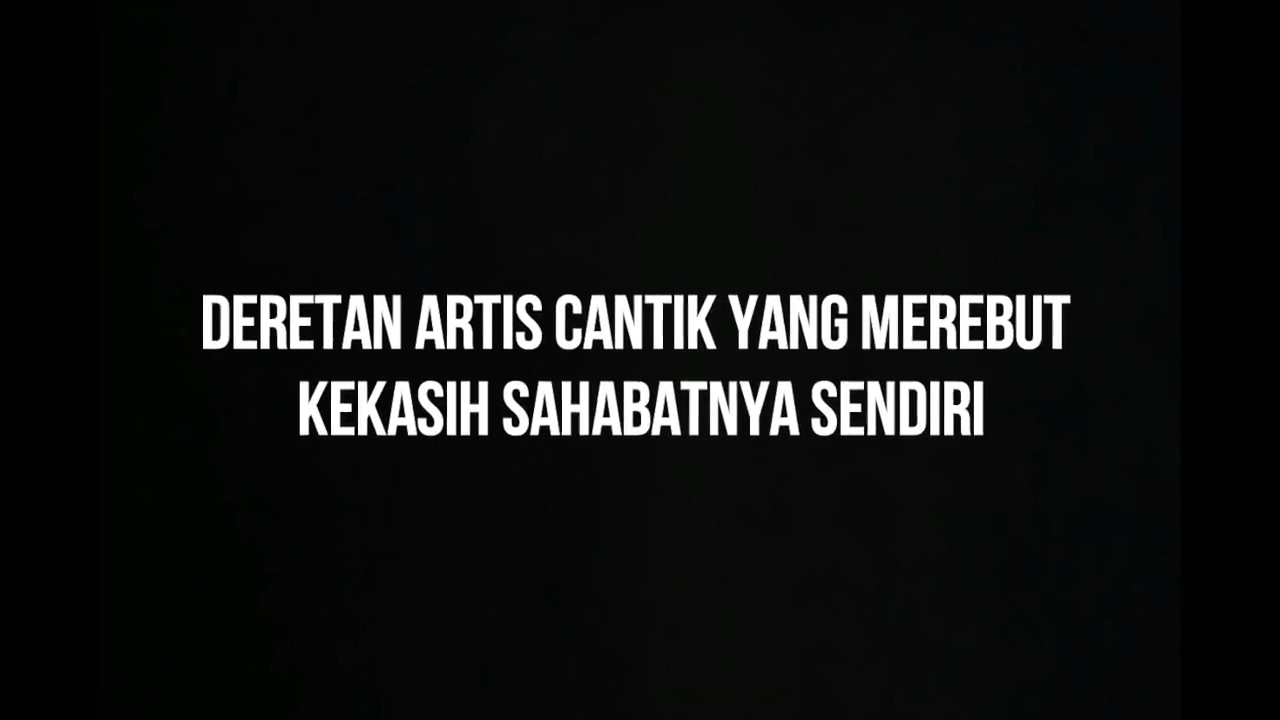 DERETAN ARTIS CANTIK YANG MEREBUT
KEKASIH SAHABATNYA SENDIRI